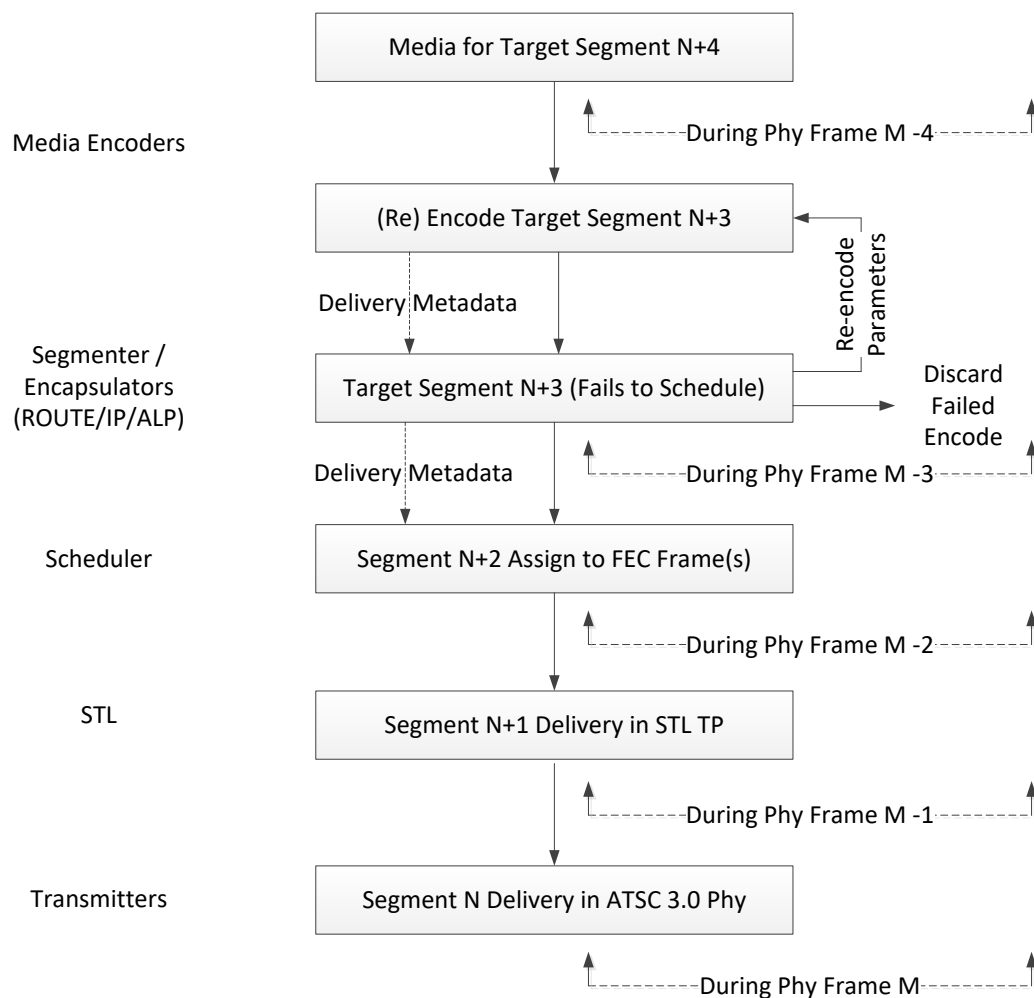 Media for Target Segment N+4
During Phy Frame M -4
Media Encoders
(Re) Encode Target Segment N+3
Re-encode
Parameters
Delivery Metadata
Segmenter /
Encapsulators
(ROUTE/IP/ALP)
Target Segment N+3 (Fails to Schedule)
Discard
Failed
Encode
Delivery Metadata
During Phy Frame M -3
Scheduler
Segment N+2 Assign to FEC Frame(s)
During Phy Frame M -2
STL
Segment N+1 Delivery in STL TP
During Phy Frame M -1
Transmitters
Segment N Delivery in ATSC 3.0 Phy
During Phy Frame M